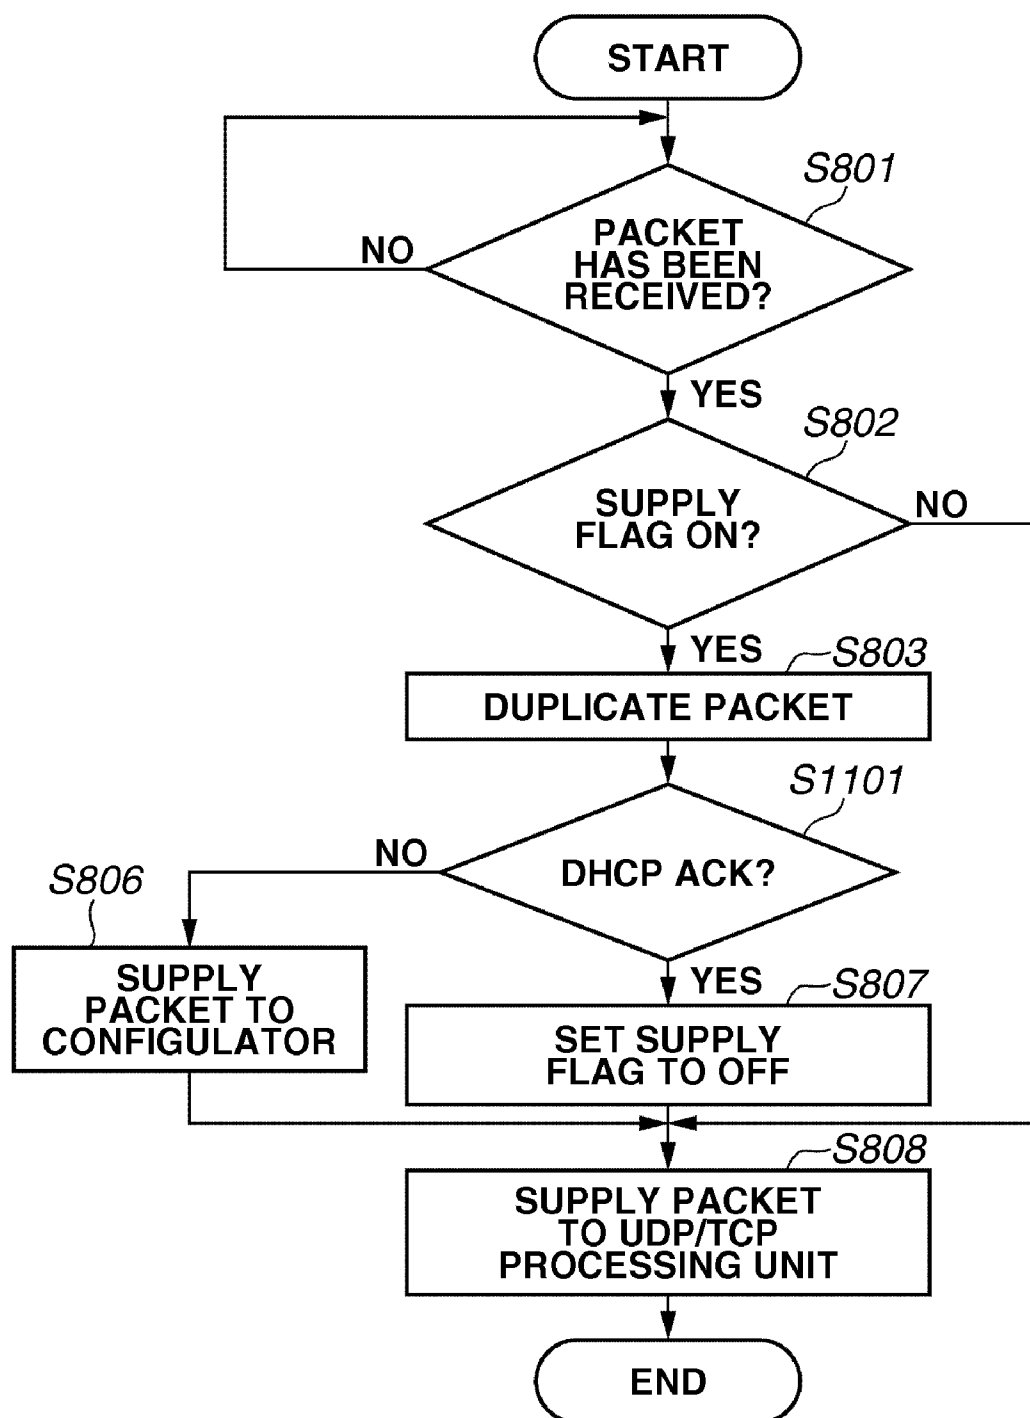 START
S801
PACKET
HAS BEEN
RECEIVED?
NO
YES
S802
SUPPLY
FLAG ON?
NO
YES
S803
DUPLICATE PACKET
S1101
DHCP ACK?
NO
S806
SUPPLY
PACKET TO
CONFIGULATOR
YES
S807
SET SUPPLY
FLAG TO OFF
S808
SUPPLY PACKET
TO UDP/TCP
PROCESSING UNIT
END